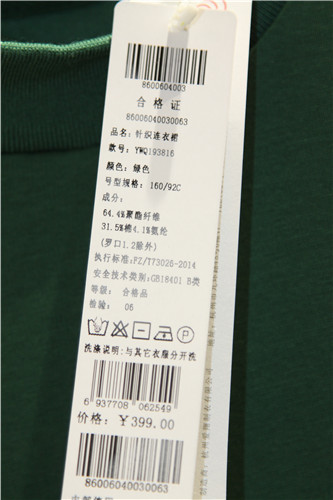 8600604003
合格证
86006040030063
品名: 针织连衣裙
款号: YWQ193816
颜色: 绿色
号型规格: 160/92C
成分:
64.4%聚酯纤维
31.5%棉4.1%氨纶
(罗口1.2除外)
执行标准:FZ/T73026-2014
安全技术类别:GB18401 B类
等级: 合格品
检验: 06
洗涤说明:与其它衣服分开洗
6 937708 062549
价格: ¥399.00
86006040030063